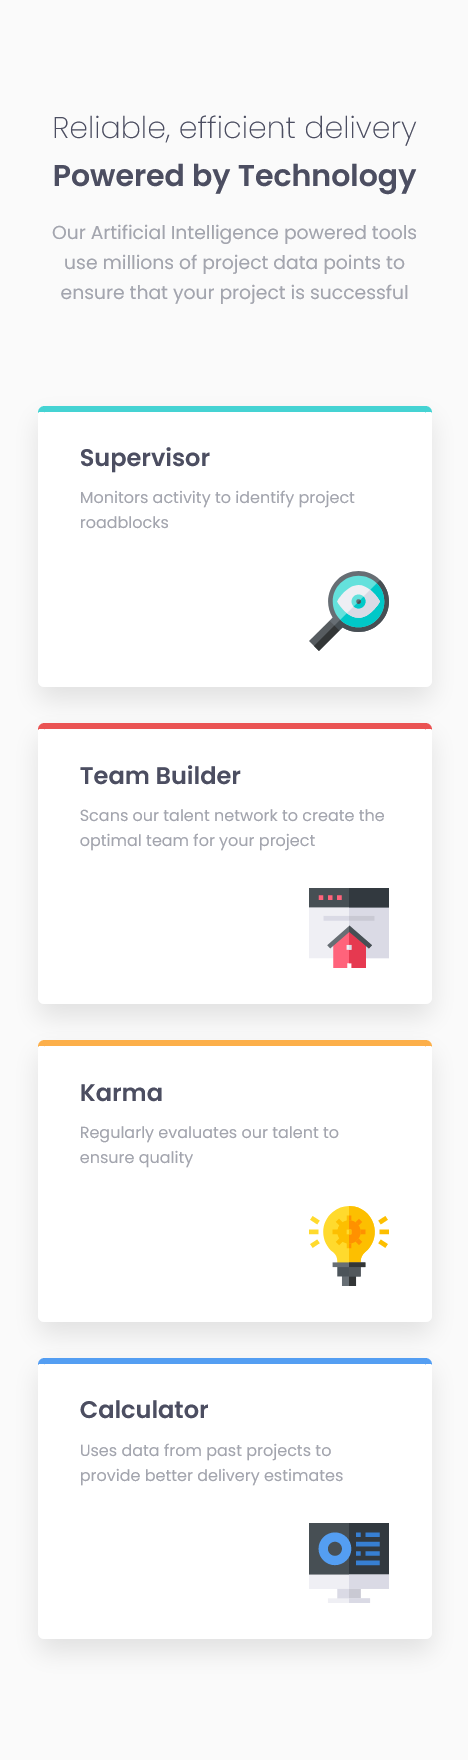 Reliable, efficient delivery
Powered by Technology
Our Artificial Intelligence powered tools
use millions of project data points to
ensure that your project is successful
Supervisor
Monitors activity to identify project
roadblocks
Team Builder
Scans our talent network to create the
optimal team for your project
Karma
Regularly evaluates our talent to
ensure quality
Calculator
Uses data from past projects to
provide better delivery estimates